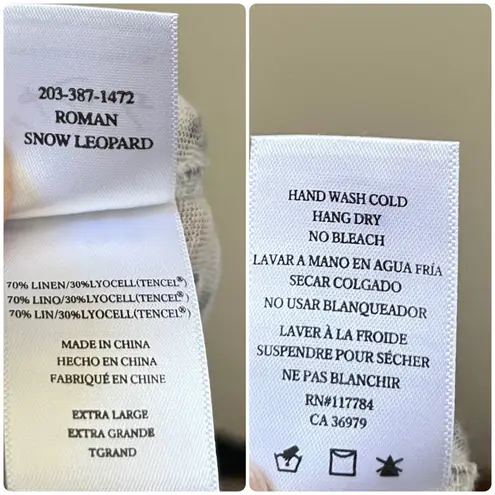 203-387-1472
ROMAN
SNOW LEOPARD
70% LINEN/30%LYOCELL(TENCEL®)
70% LINO/30%LYOCELL(TENCEL®)
70% LIN/30%LYOCELL(TENCEL®)
MADE IN CHINA
HECHO EN CHINA
FABRIQUÉ EN CHINE
EXTRA LARGE
EXTRA GRANDE
TGRAND
HAND WASH COLD
HANG DRY
NO BLEACH
LAVAR A MANO EN AGUA FRÍA
SECAR COLGADO
NO USAR BLANQUEADOR
LAVER À LA FROIDE
SUSPENDRE POUR SÉCHER
NE PAS BLANCHIR
RN#117784
CA 36979